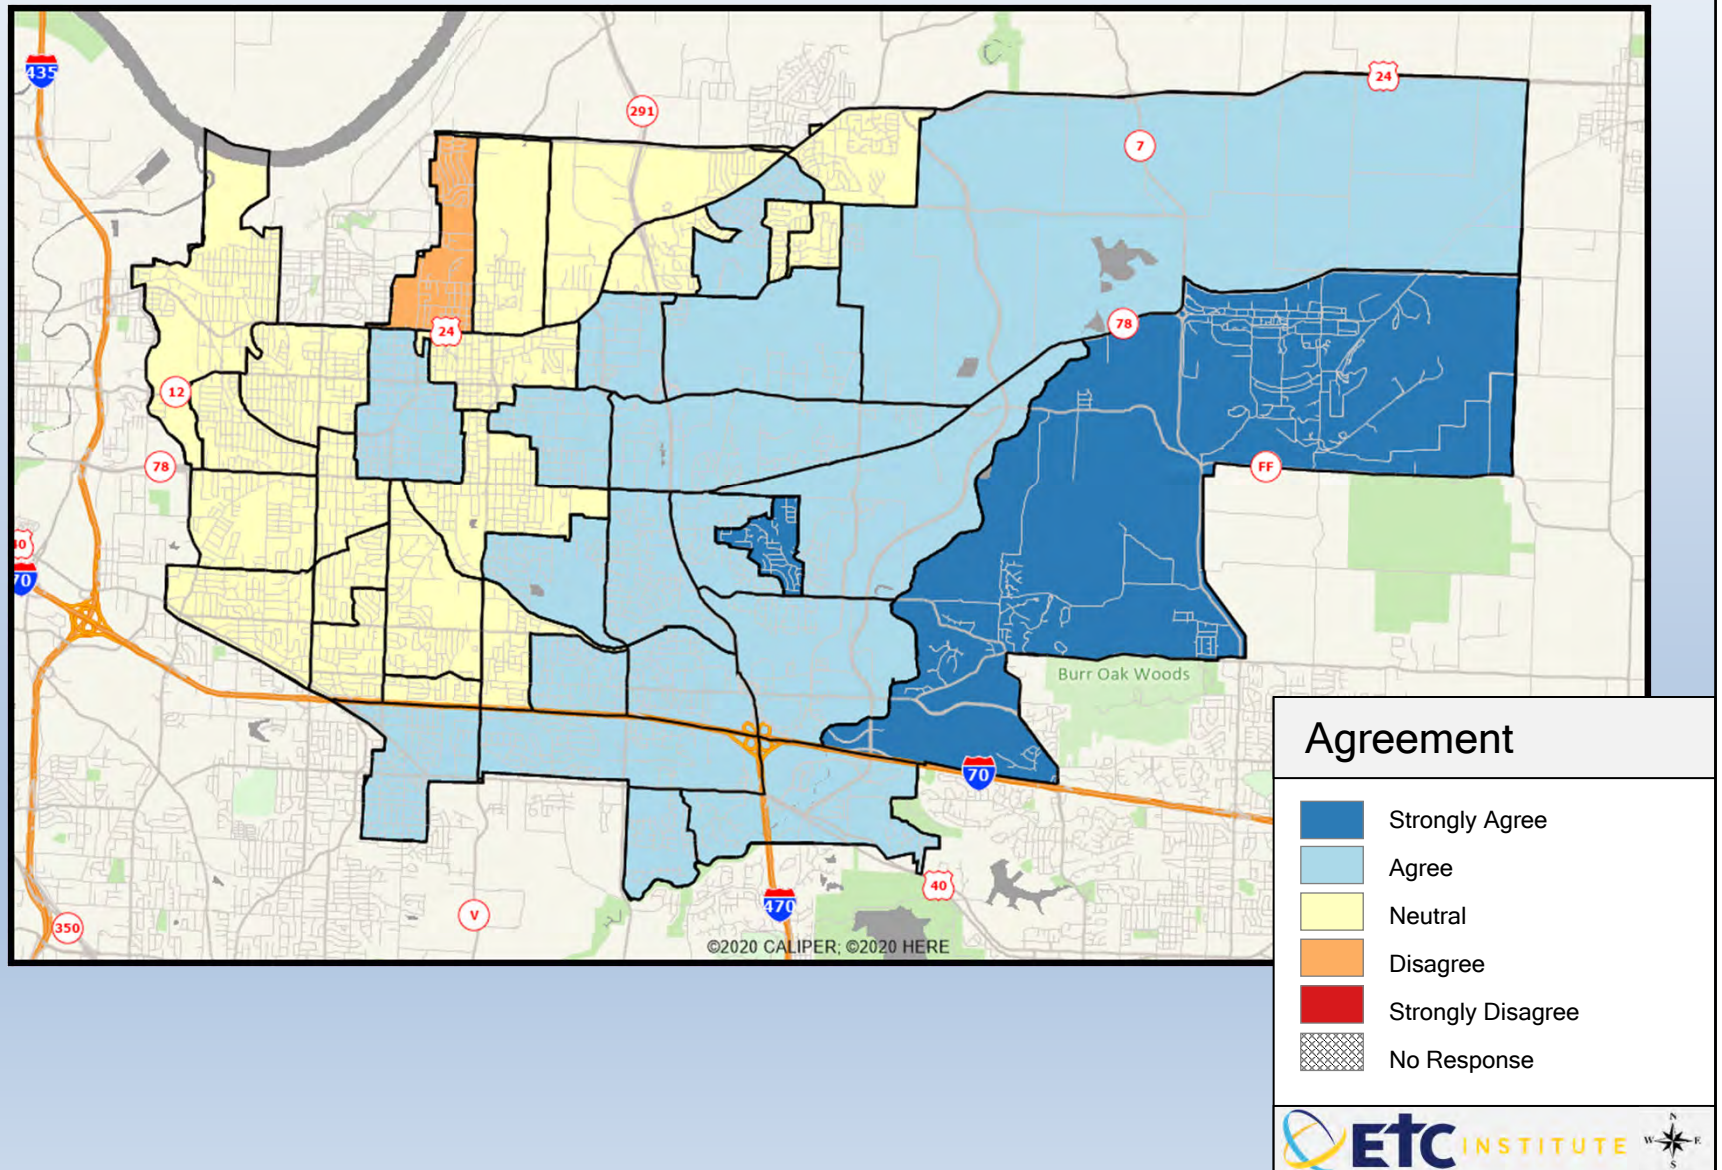 435
24
291
7
24
78
12
78
FF
40
70
Burr Oak Woods
70
40
470
V
350
©2020 CALIPER; ©2020 HERE
Agreement
Strongly Agree
Agree
Neutral
Disagree
Strongly Disagree
No Response
ETC INSTITUTE
N
W E
S